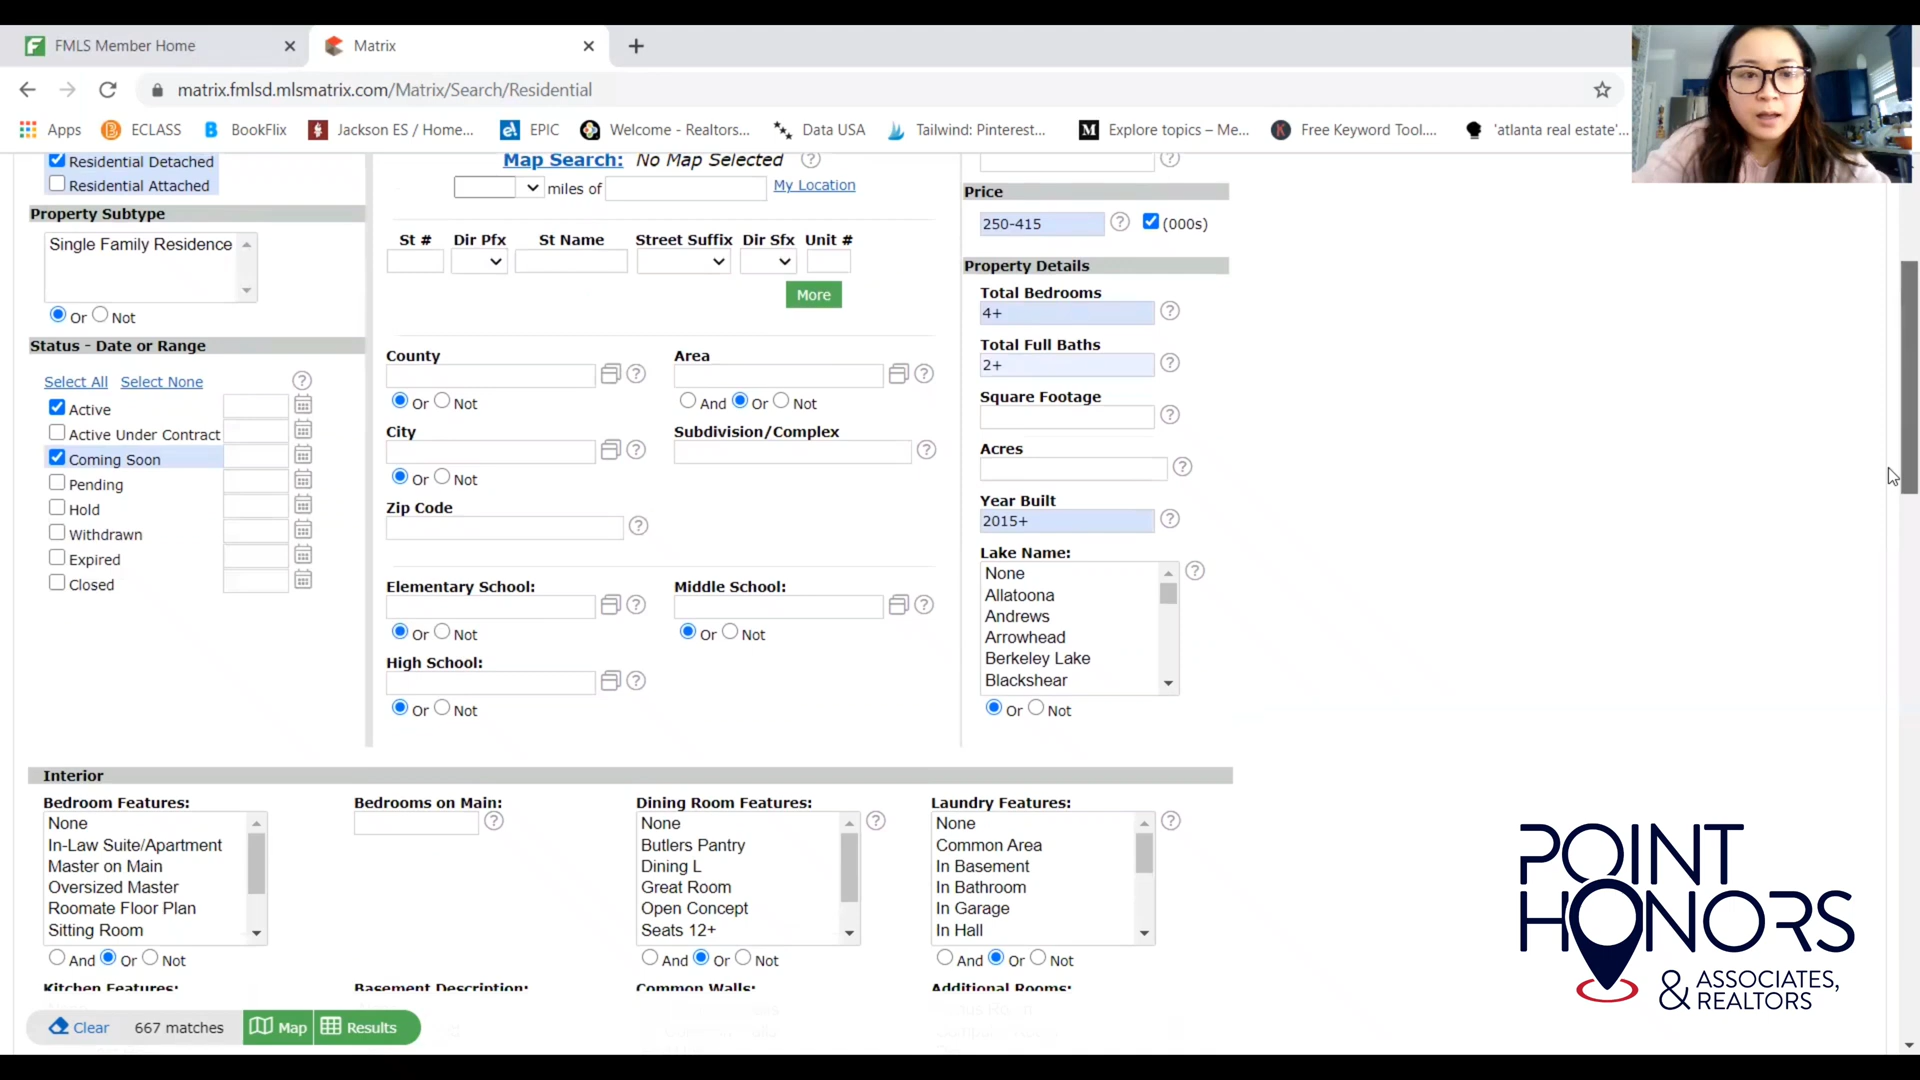 FMLS Member Home
Matrix
matrix.fmlsd.mlsmatrix.com/Matrix/Search/Residential
Apps
ECLASS
BookFlix
Jackson ES / Home...
EPIC
Welcome - Realtors...
Data USA
Tailwind: Pinterest...
Explore topics – Me...
Free Keyword Tool....
'atlanta real estate'...
Residential Detached
Residential Attached
Property Subtype
Single Family Residence
Or Not
Status - Date or Range
Select All Select None
Active
Active Under Contract
Coming Soon
Pending
Hold
Withdrawn
Expired
Closed
Map Search: No Map Selected
miles of
My Location
St # Dir Pfx St Name Street Suffix Dir Sfx Unit #
More
County
Or Not
Area
And Or Not
City
Or Not
Subdivision/Complex
Zip Code
Elementary School:
Or Not
Middle School:
Or Not
High School:
Or Not
Price
250-415 (000s)
Property Details
Total Bedrooms
4+
Total Full Baths
2+
Square Footage
Acres
Year Built
2015+
Lake Name:
None
Allatoona
Andrews
Arrowhead
Berkeley Lake
Blackshear
Or Not
Interior
Bedroom Features:
None
In-Law Suite/Apartment
Master on Main
Oversized Master
Roomate Floor Plan
Sitting Room
And Or Not
Bedrooms on Main:
Dining Room Features:
None
Butlers Pantry
Dining L
Great Room
Open Concept
Seats 12+
And Or Not
Laundry Features:
None
Common Area
In Basement
In Bathroom
In Garage
In Hall
And Or Not
Kitchen Features:
Basement Description:
Common Walls:
Additional Rooms:
Clear 667 matches Map Results
POINT
HONORS
& ASSOCIATES,
REALTORS